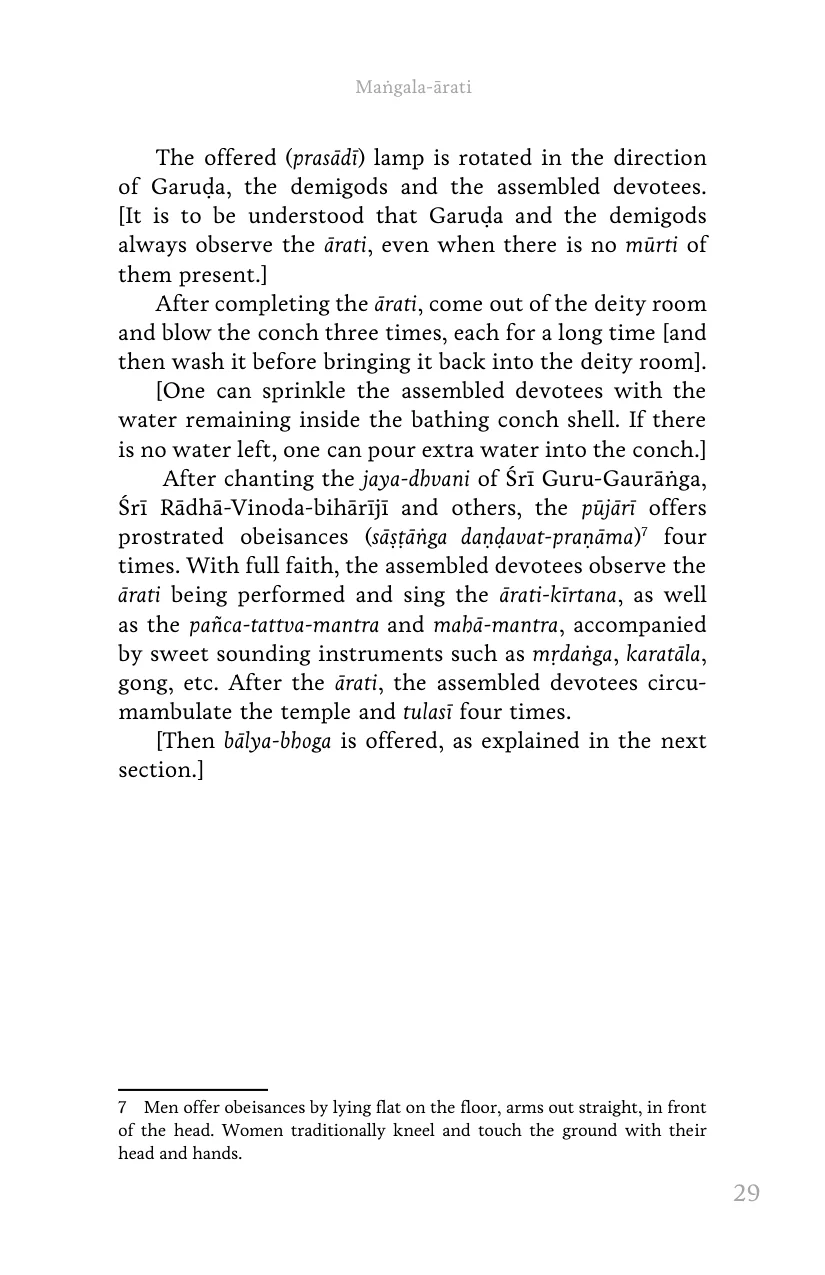 Maṅgala-ārati
The offered (prasādī) lamp is rotated in the direction
of Garuḍa, the demigods and the assembled devotees.
[It is to be understood that Garuḍa and the demigods
always observe the ārati, even when there is no mūrti of
them present.]
After completing the ārati, come out of the deity room
and blow the conch three times, each for a long time [and
then wash it before bringing it back into the deity room].
[One can sprinkle the assembled devotees with the
water remaining inside the bathing conch shell. If there
is no water left, one can pour extra water into the conch.]
After chanting the jaya-dhvani of Śrī Guru-Gaurāṅga,
Śrī Rādhā-Vinoda-bihārījī and others, the pūjārī offers
prostrated obeisances (sāṣṭāṅga daṇḍavat-praṇāma)7 four
times. With full faith, the assembled devotees observe the
ārati being performed and sing the ārati-kīrtana, as well
as the pañca-tattva-mantra and mahā-mantra, accompanied
by sweet sounding instruments such as mṛdaṅga, karatāla,
gong, etc. After the ārati, the assembled devotees circu-
mambulate the temple and tulasī four times.
[Then bālya-bhoga is offered, as explained in the next
section.]
7 Men offer obeisances by lying flat on the floor, arms out straight, in front
of the head. Women traditionally kneel and touch the ground with their
head and hands.
29